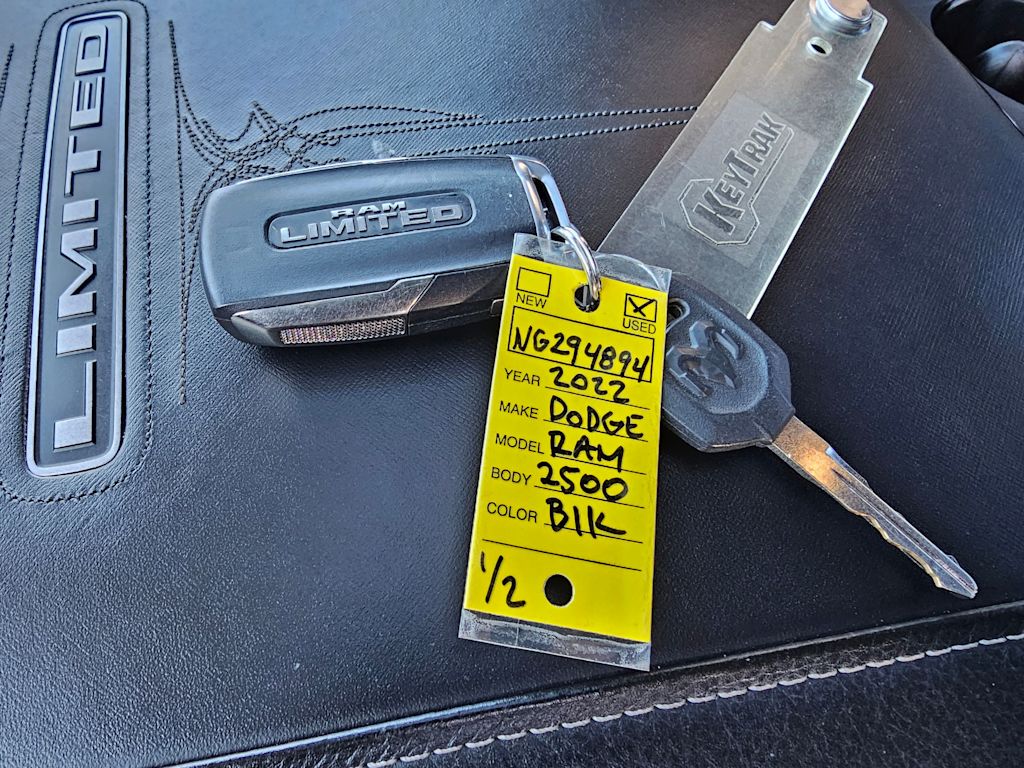 LIMITED
RAM
LIMITED
KEYTRAK
NEW
USED
NG294894
YEAR 2022
MAKE DODGE
MODEL RAM
BODY 2500
COLOR Blk
1/2